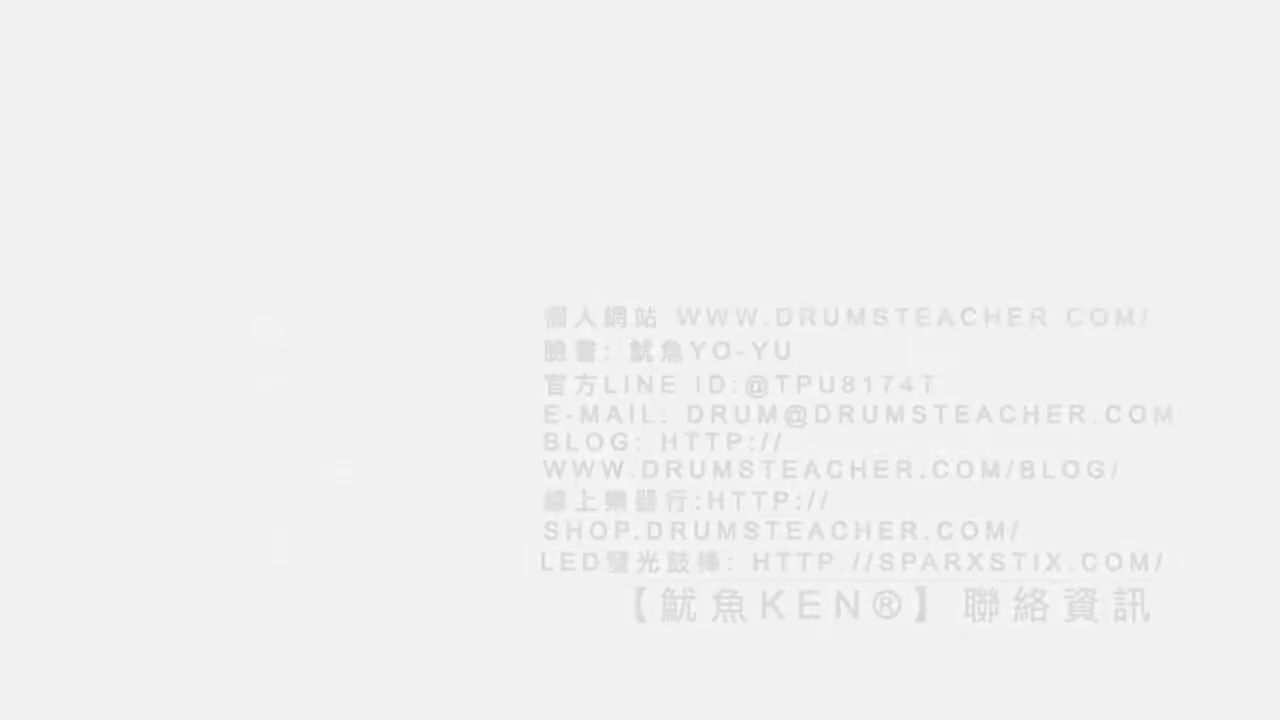 個人網站 WWW.DRUMSTEACHER.COM/
臉書: 魷魚YO-YU
官方LINE ID:@TPU8174T
E-MAIL: DRUM@DRUMSTEACHER.COM
BLOG: HTTP://
WWW.DRUMSTEACHER.COM/BLOG/
線上樂器行:HTTP://
SHOP.DRUMSTEACHER.COM/
LED發光鼓棒: HTTP://SPARXSTIX.COM/
【魷魚KEN®】 聯絡資訊